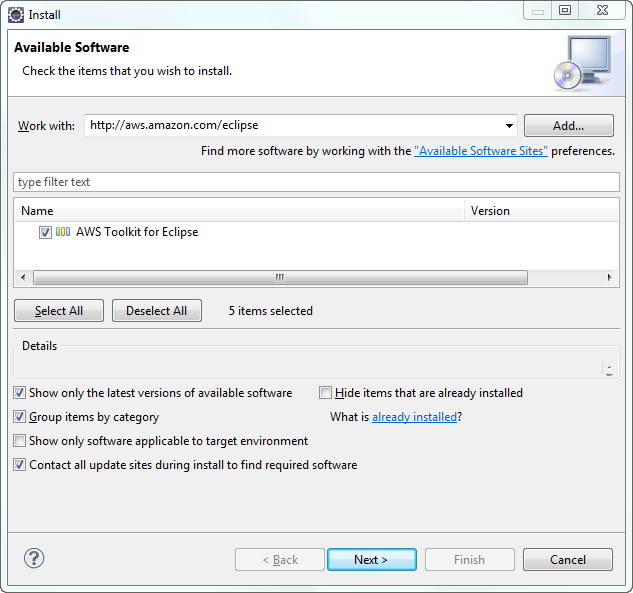 Install
Available Software
Check the items that you wish to install.
Work with: http://aws.amazon.com/eclipse Add...
Find more software by working with the "Available Software Sites" preferences.
type filter text
Name Version
AWS Toolkit for Eclipse
Select All Deselect All 5 items selected
Details
Show only the latest versions of available software Hide items that are already installed
Group items by category What is already installed?
Show only software applicable to target environment
Contact all update sites during install to find required software
? < Back Next > Finish Cancel